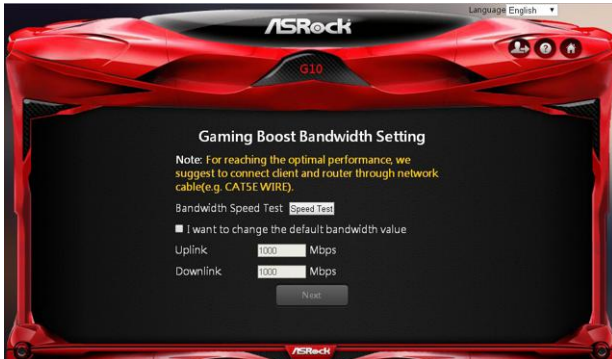 Language English
ASRock
G10
Gaming Boost Bandwidth Setting
Note: For reaching the optimal performance, we
suggest to connect client and router through network
cable(e.g. CAT5E WIRE).
Bandwidth Speed Test Speed Test
I want to change the default bandwidth value
Uplink 1000 Mbps
Downlink 1000 Mbps
Next
ASRock